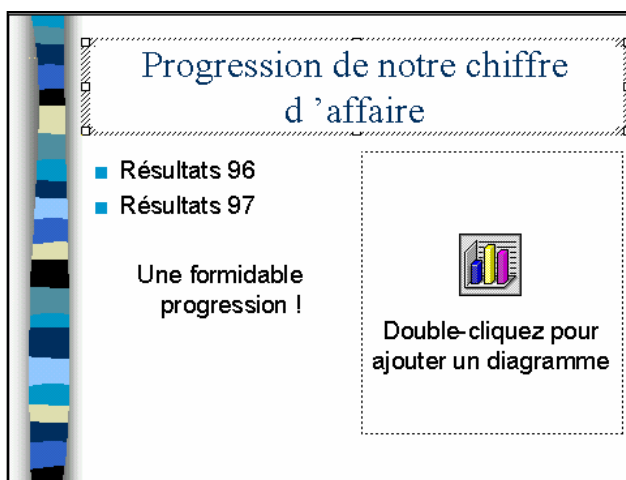 Progression de notre chiffre
d 'affaire
Résultats 96
Résultats 97
Une formidable
progression !
Double-cliquez pour
ajouter un diagramme